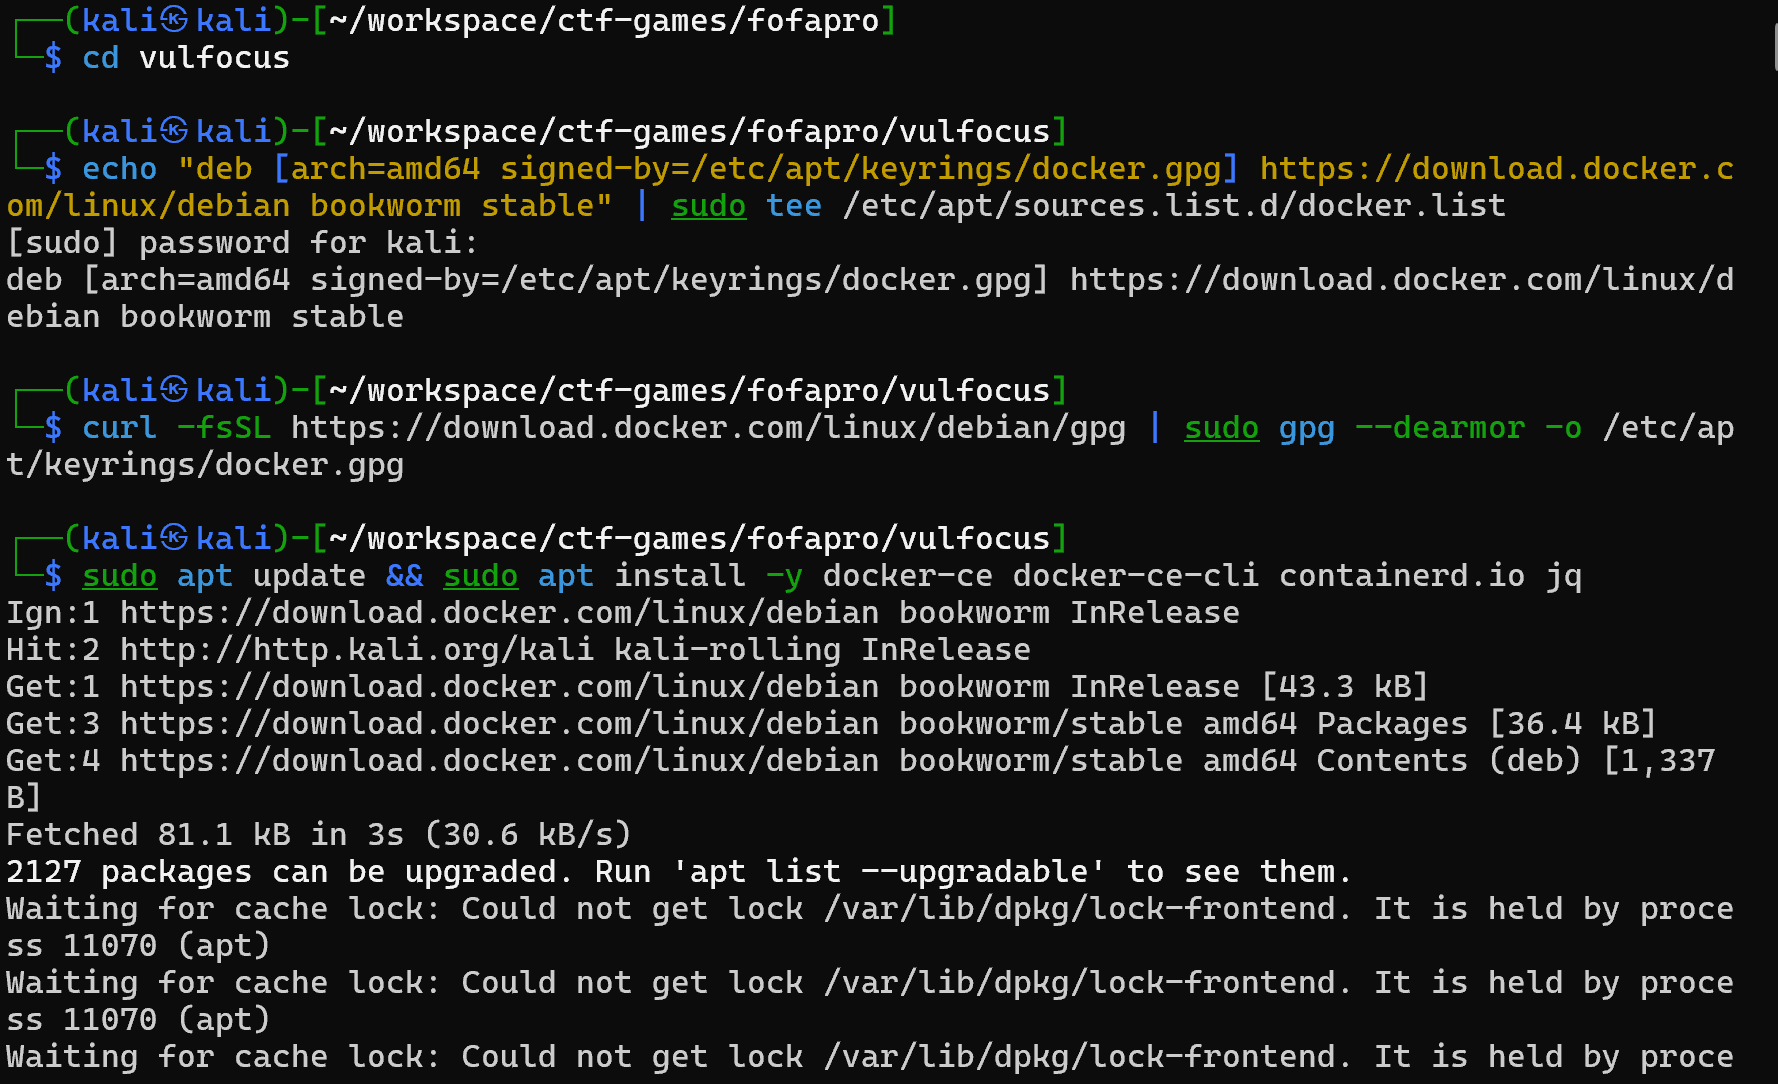 ┌──(kali㉿kali)-[~/workspace/ctf-games/fofapro]
└─$ cd vulfocus
┌──(kali㉿kali)-[~/workspace/ctf-games/fofapro/vulfocus]
└─$ echo "deb [arch=amd64 signed-by=/etc/apt/keyrings/docker.gpg] https://download.docker.c
om/linux/debian bookworm stable" | sudo tee /etc/apt/sources.list.d/docker.list
[sudo] password for kali:
deb [arch=amd64 signed-by=/etc/apt/keyrings/docker.gpg] https://download.docker.com/linux/d
ebian bookworm stable
┌──(kali㉿kali)-[~/workspace/ctf-games/fofapro/vulfocus]
└─$ curl -fsSL https://download.docker.com/linux/debian/gpg | sudo gpg --dearmor -o /etc/ap
t/keyrings/docker.gpg
┌──(kali㉿kali)-[~/workspace/ctf-games/fofapro/vulfocus]
└─$ sudo apt update && sudo apt install -y docker-ce docker-ce-cli containerd.io jq
Ign:1 https://download.docker.com/linux/debian bookworm InRelease
Hit:2 http://http.kali.org/kali kali-rolling InRelease
Get:1 https://download.docker.com/linux/debian bookworm InRelease [43.3 kB]
Get:3 https://download.docker.com/linux/debian bookworm/stable amd64 Packages [36.4 kB]
Get:4 https://download.docker.com/linux/debian bookworm/stable amd64 Contents (deb) [1,337
B]
Fetched 81.1 kB in 3s (30.6 kB/s)
2127 packages can be upgraded. Run 'apt list --upgradable' to see them.
Waiting for cache lock: Could not get lock /var/lib/dpkg/lock-frontend. It is held by proce
ss 11070 (apt)
Waiting for cache lock: Could not get lock /var/lib/dpkg/lock-frontend. It is held by proce
ss 11070 (apt)
Waiting for cache lock: Could not get lock /var/lib/dpkg/lock-frontend. It is held by proce